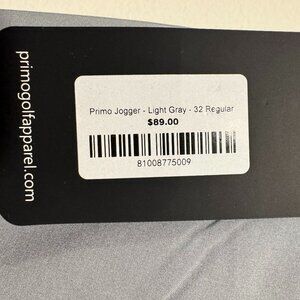 primogolfapparel.com
Primo Jogger - Light Gray - 32 Regular
$89.00
81008775009